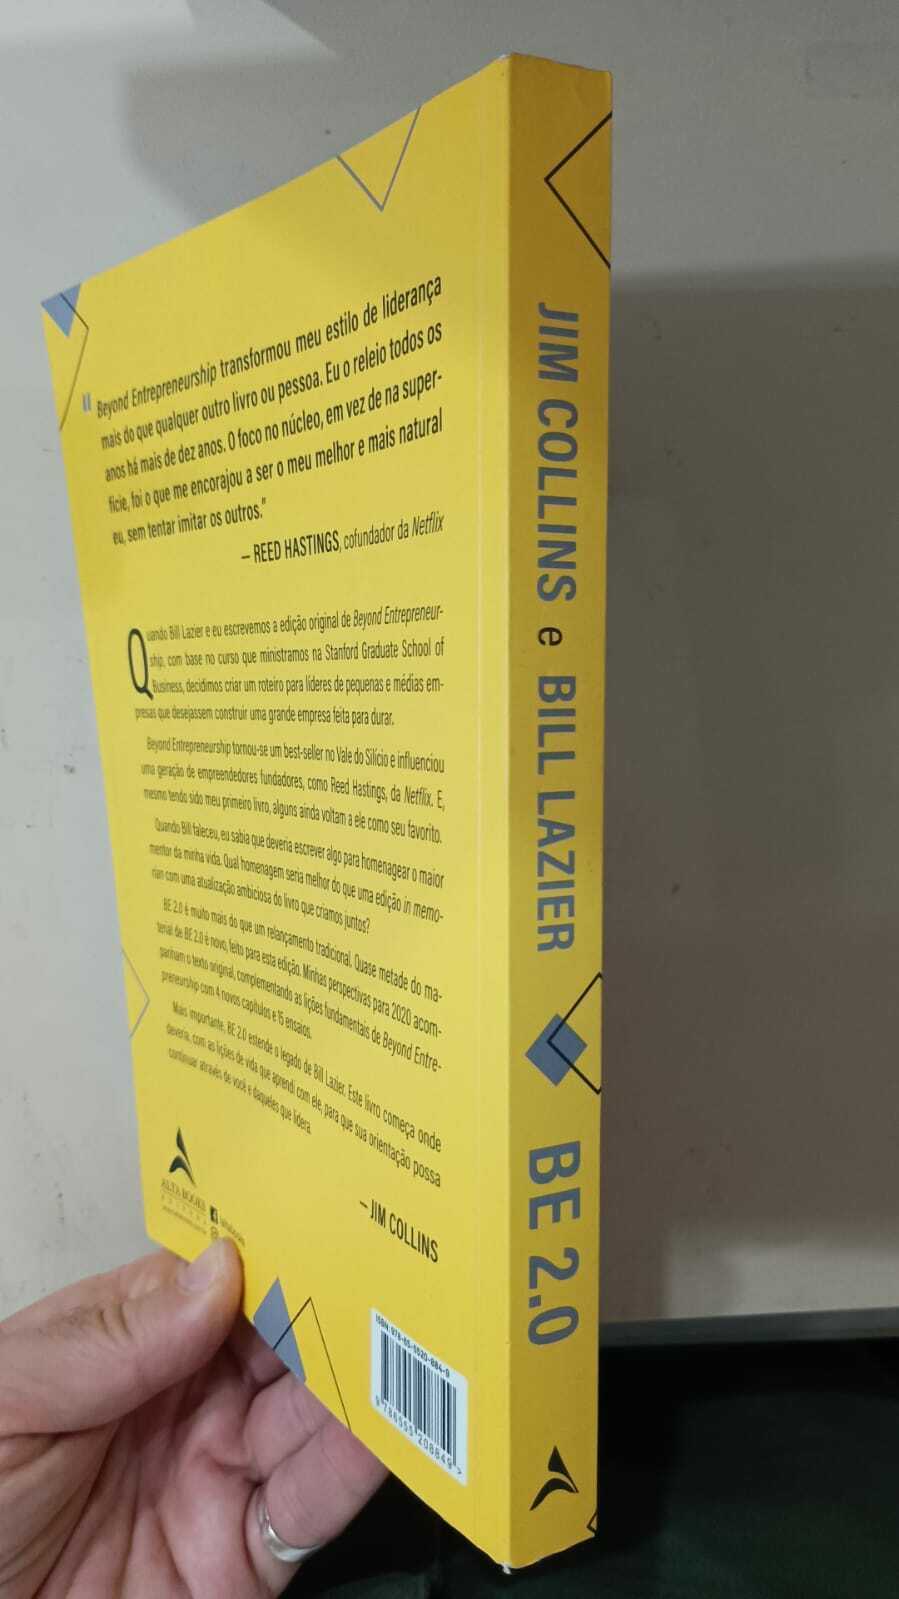 "Beyond Entrepreneurship transformou meu estilo de liderança
mais do que qualquer outro livro ou pessoa. Eu o releio todos os
anos há mais de dez anos. O foco no núcleo, em vez de na super-
fície, foi o que me encorajou a ser o meu melhor e mais natural
eu, sem tentar imitar os outros."
— REED HASTINGS, cofundador da Netflix
Quando Bill Lazier e eu escrevemos a edição original de Beyond Entrepreneur-
ship, com base no curso que ministramos na Stanford Graduate School of
Business, decidimos criar um roteiro para líderes de pequenas e médias em-
presas que desejassem construir uma grande empresa feita para durar.
Beyond Entrepreneurship tornou-se um best-seller no Vale do Silício e influenciou
uma geração de empreendedores fundadores, como Reed Hastings, da Netflix. E,
mesmo tendo sido meu primeiro livro, alguns ainda voltam a ele como seu favorito.
Quando Bill faleceu, eu sabia que deveria escrever algo para homenagear o maior
mentor da minha vida. Qual homenagem seria melhor do que uma edição in memo-
rian com uma atualização ambiciosa do livro que criamos juntos?
BE 2.0 é muito mais do que um relançamento tradicional. Quase metade do ma-
terial de BE 2.0 é novo, feito para esta edição. Minhas perspectivas para 2020 acom-
panham o texto original, complementando as lições fundamentais de Beyond Entre-
preneurship com 4 novos capítulos e 15 ensaios.
Mais importante, BE 2.0 estende o legado de Bill Lazier. Este livro começa onde
deveria, com as lições de vida que aprendi com ele, para que sua orientação possa
continuar através de você e daqueles que lidera.
— JIM COLLINS
ALTA BOOKS
EDITORA
ISBN: 978-65-5520-884-9
9 786555 208849 >
JIM COLLINS e BILL LAZIER
BE 2.0